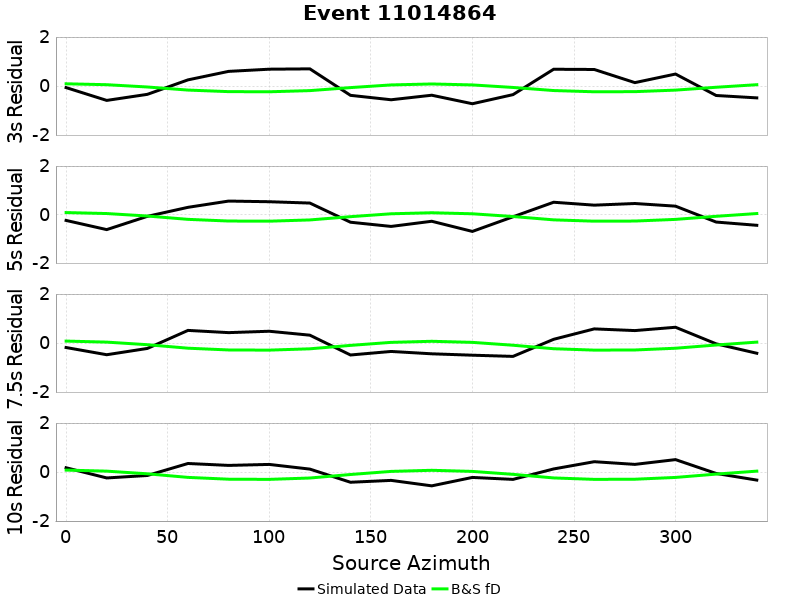 Event 11014864
3s Residual
2
0
-2
5s Residual
2
0
-2
7.5s Residual
2
0
-2
10s Residual
2
0
-2
0 50 100 150 200 250 300
Source Azimuth
Simulated Data B&S fD